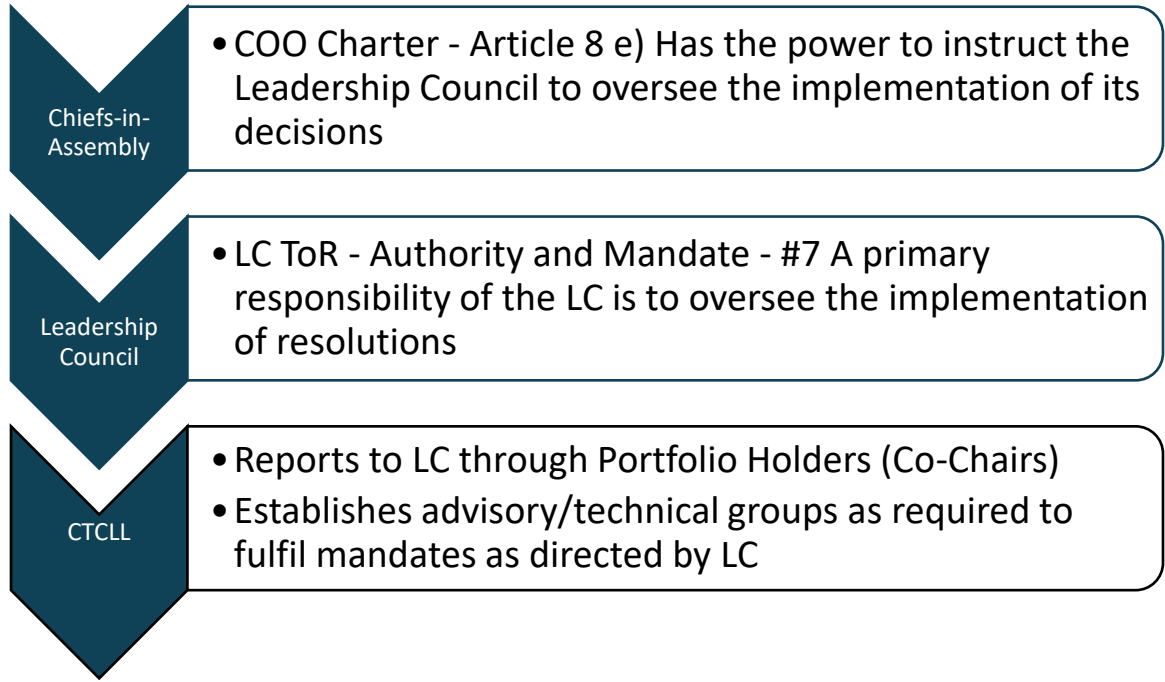 Chiefs-in-
Assembly
• COO Charter - Article 8 e) Has the power to instruct the
Leadership Council to oversee the implementation of its
decisions
Leadership
Council
• LC ToR - Authority and Mandate - #7 A primary
responsibility of the LC is to oversee the implementation
of resolutions
CTCLL
• Reports to LC through Portfolio Holders (Co-Chairs)
• Establishes advisory/technical groups as required to
fulfil mandates as directed by LC